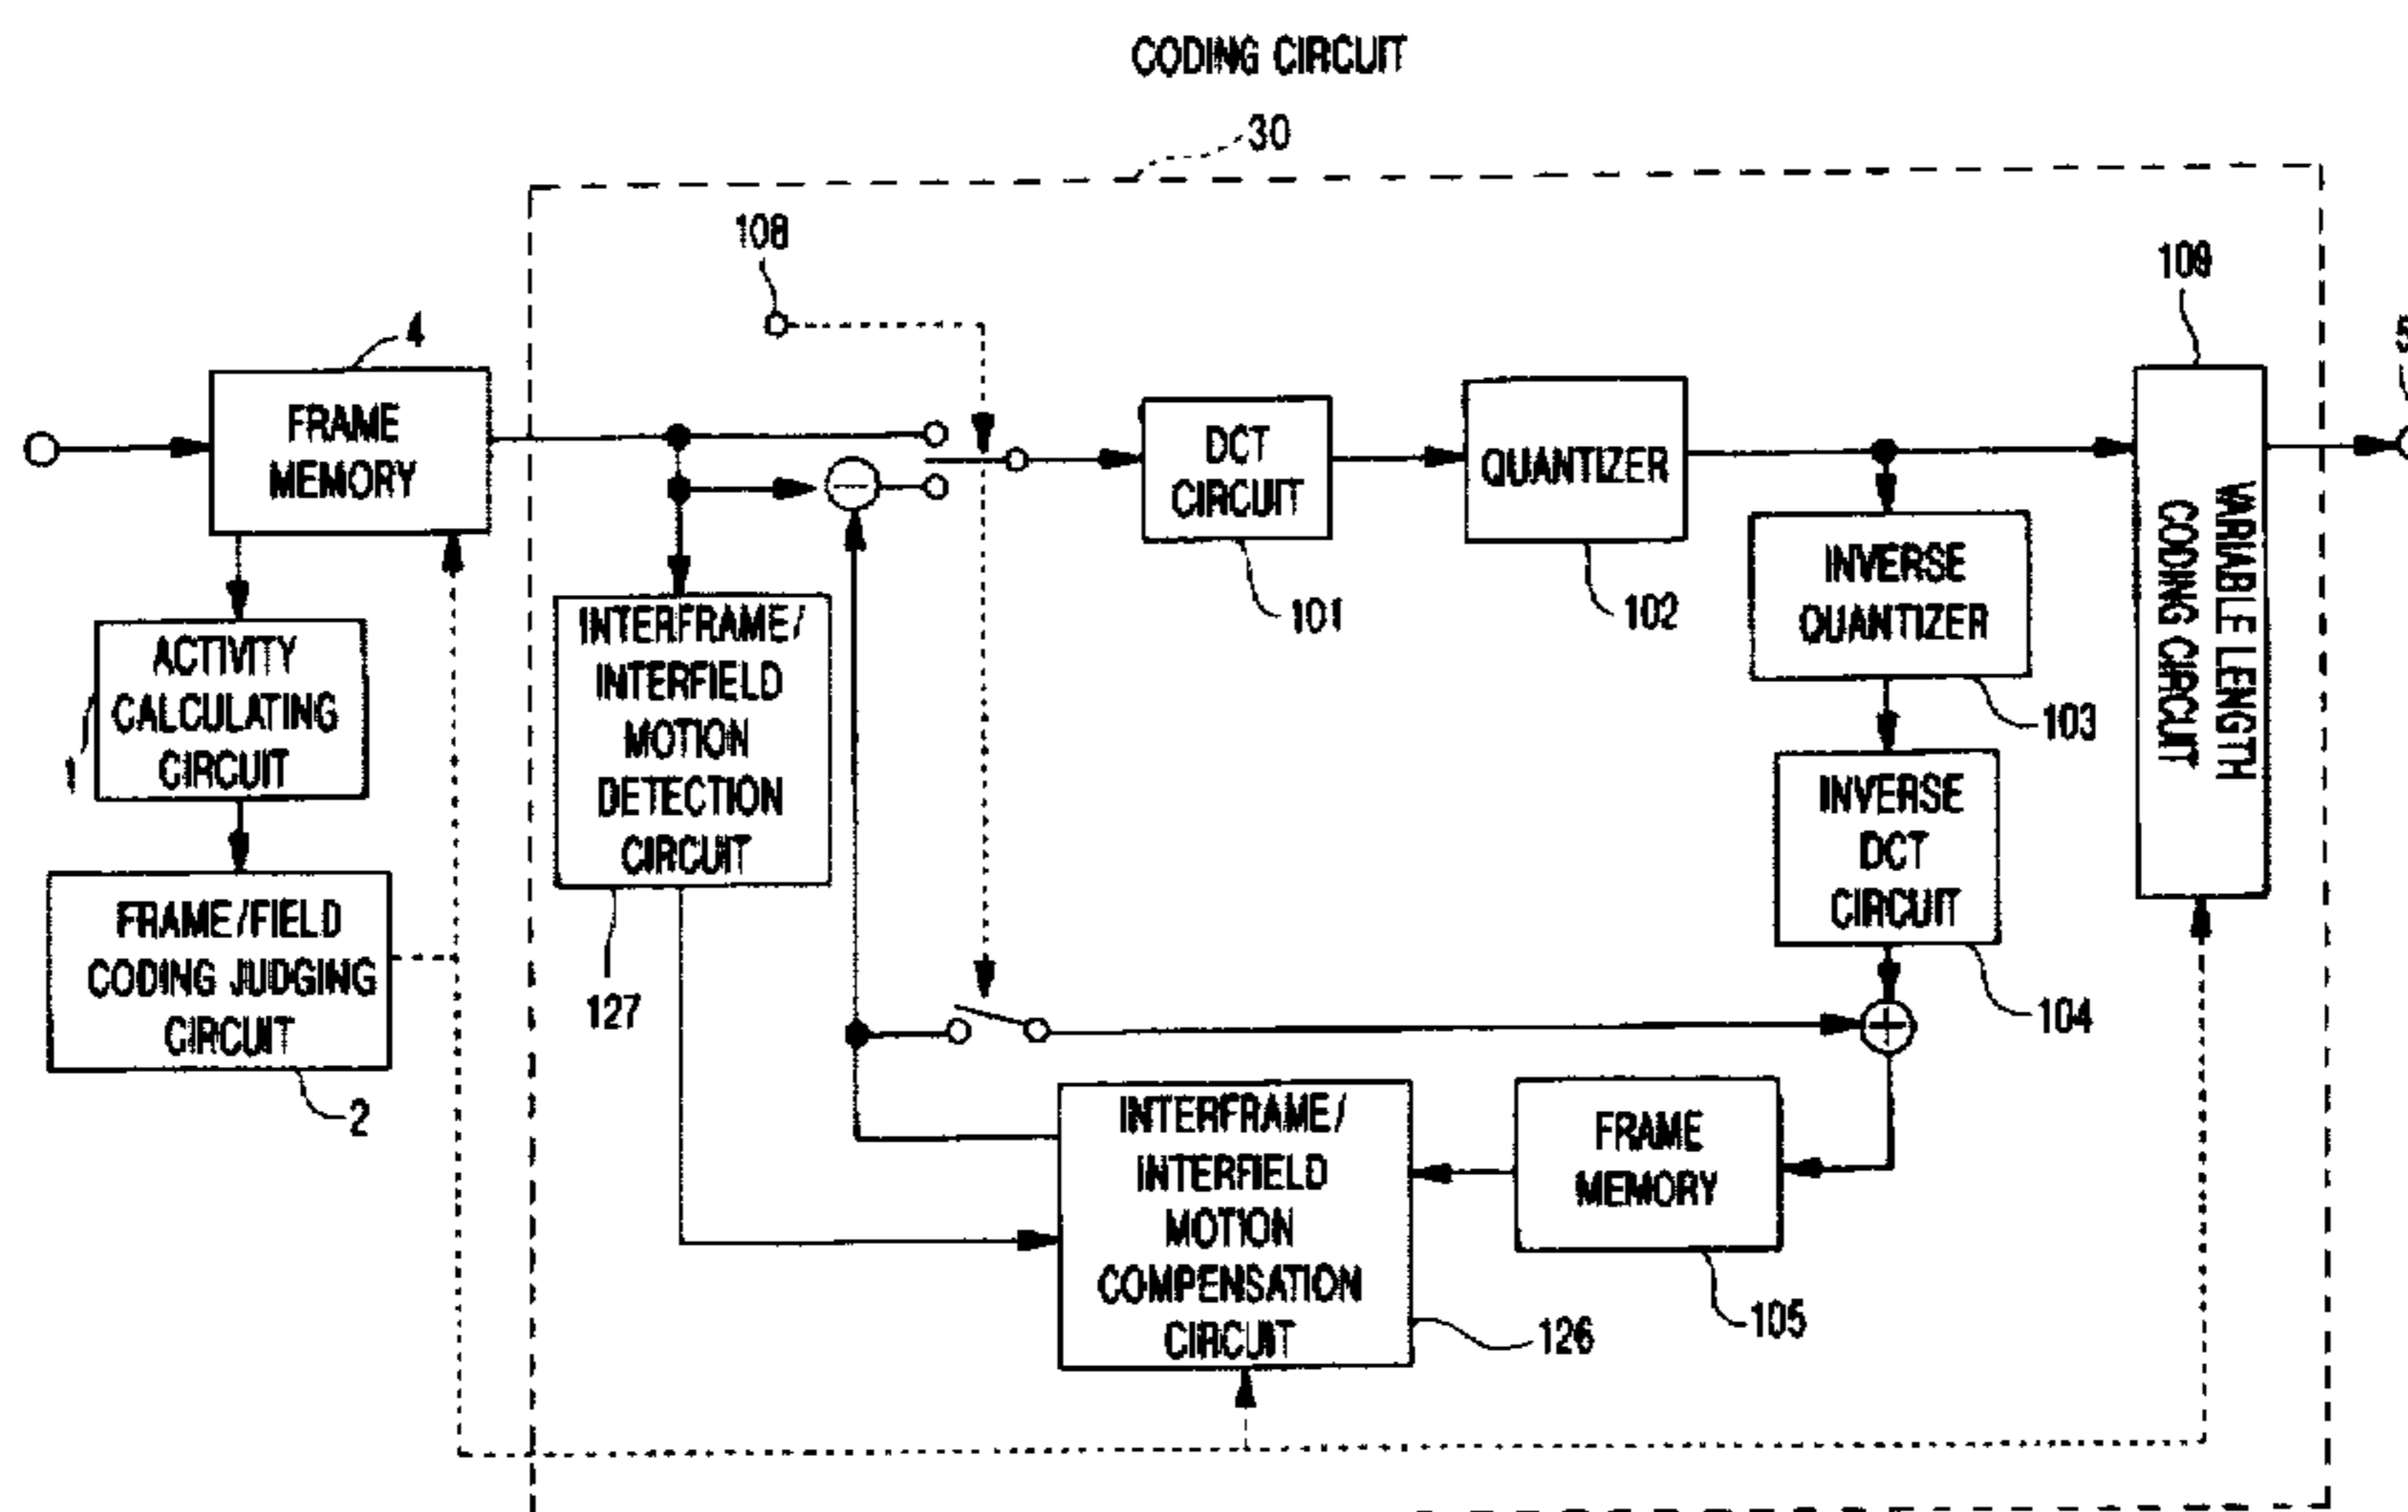 CODING CIRCUIT
30
108
109
4
5
FRAME
MEMORY
DCT
CIRCUIT
QUANTIZER
VARIABLE LENGTH
CODING CIRCUIT
101
102
INVERSE
QUANTIZER
103
ACTIVITY
CALCULATING
CIRCUIT
1
INTERFRAME/
INTERFIELD
MOTION
DETECTION
CIRCUIT
127
INVERSE
DCT
CIRCUIT
104
FRAME/FIELD
CODING JUDGING
CIRCUIT
2
INTERFRAME/
INTERFIELD
MOTION
COMPENSATION
CIRCUIT
126
FRAME
MEMORY
105